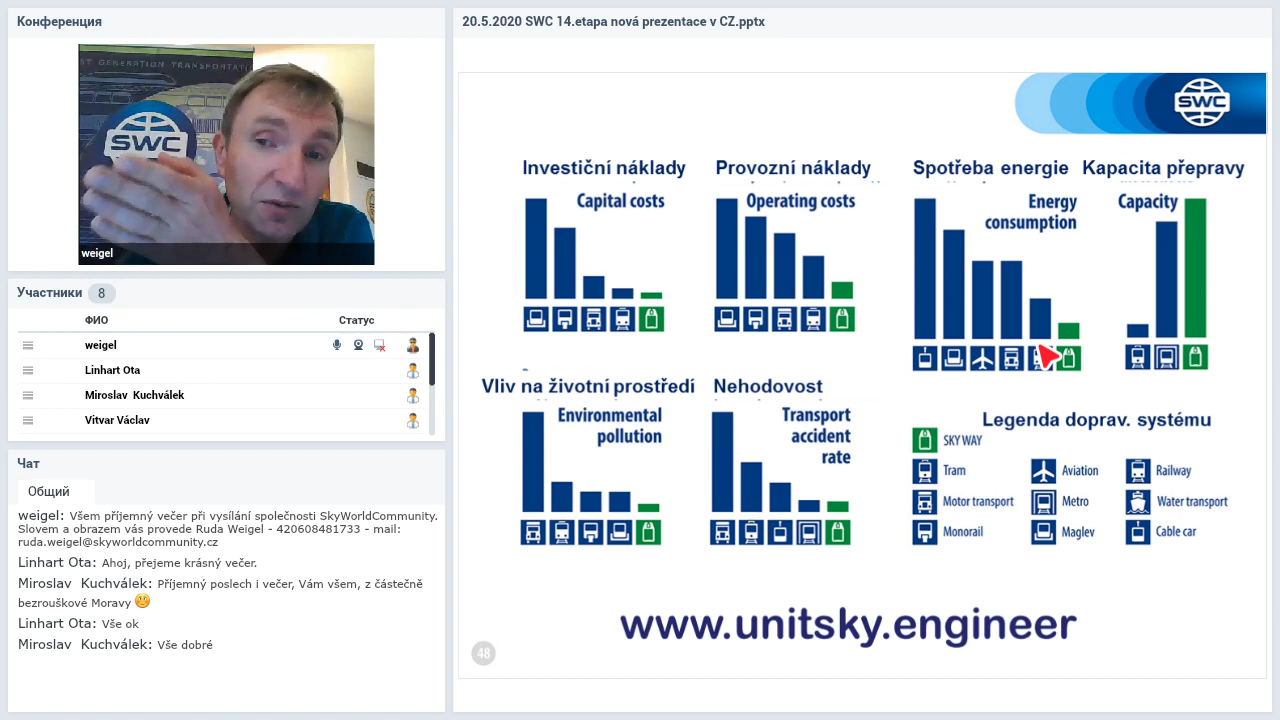 Конференция
NT GENERATION TRANSPORTATI
SWC
weigel
Участники 8
ФИО Статус
weigel
Linhart Ota
Miroslav Kuchválek
Vitvar Václav
Чат
Общий
weigel: Všem příjemný večer při vysílání společnosti SkyWorldCommunity.
Slovem a obrazem vás provede Ruda Weigel - 420608481733 - mail:
ruda.weigel@skyworldcommunity.cz
Linhart Ota: Ahoj, přejeme krásný večer.
Miroslav Kuchválek: Příjemný poslech i večer, Vám všem, z částečně
bezrouškové Moravy
Linhart Ota: Vše ok
Miroslav Kuchválek: Vše dobré
20.5.2020 SWC 14.etapa nová prezentace v CZ.pptx
SWC
Investiční náklady
Capital costs
Provozní náklady
Operating costs
Spotřeba energie
Energy
consumption
Kapacita přepravy
Capacity
Vliv na životní prostředí
Environmental
pollution
Nehodovost
Transport
accident
rate
Legenda doprav. systému
SKY WAY
Tram Aviation Railway
Motor transport Metro Water transport
Monorail Maglev Cable car
www.unitsky.engineer
48